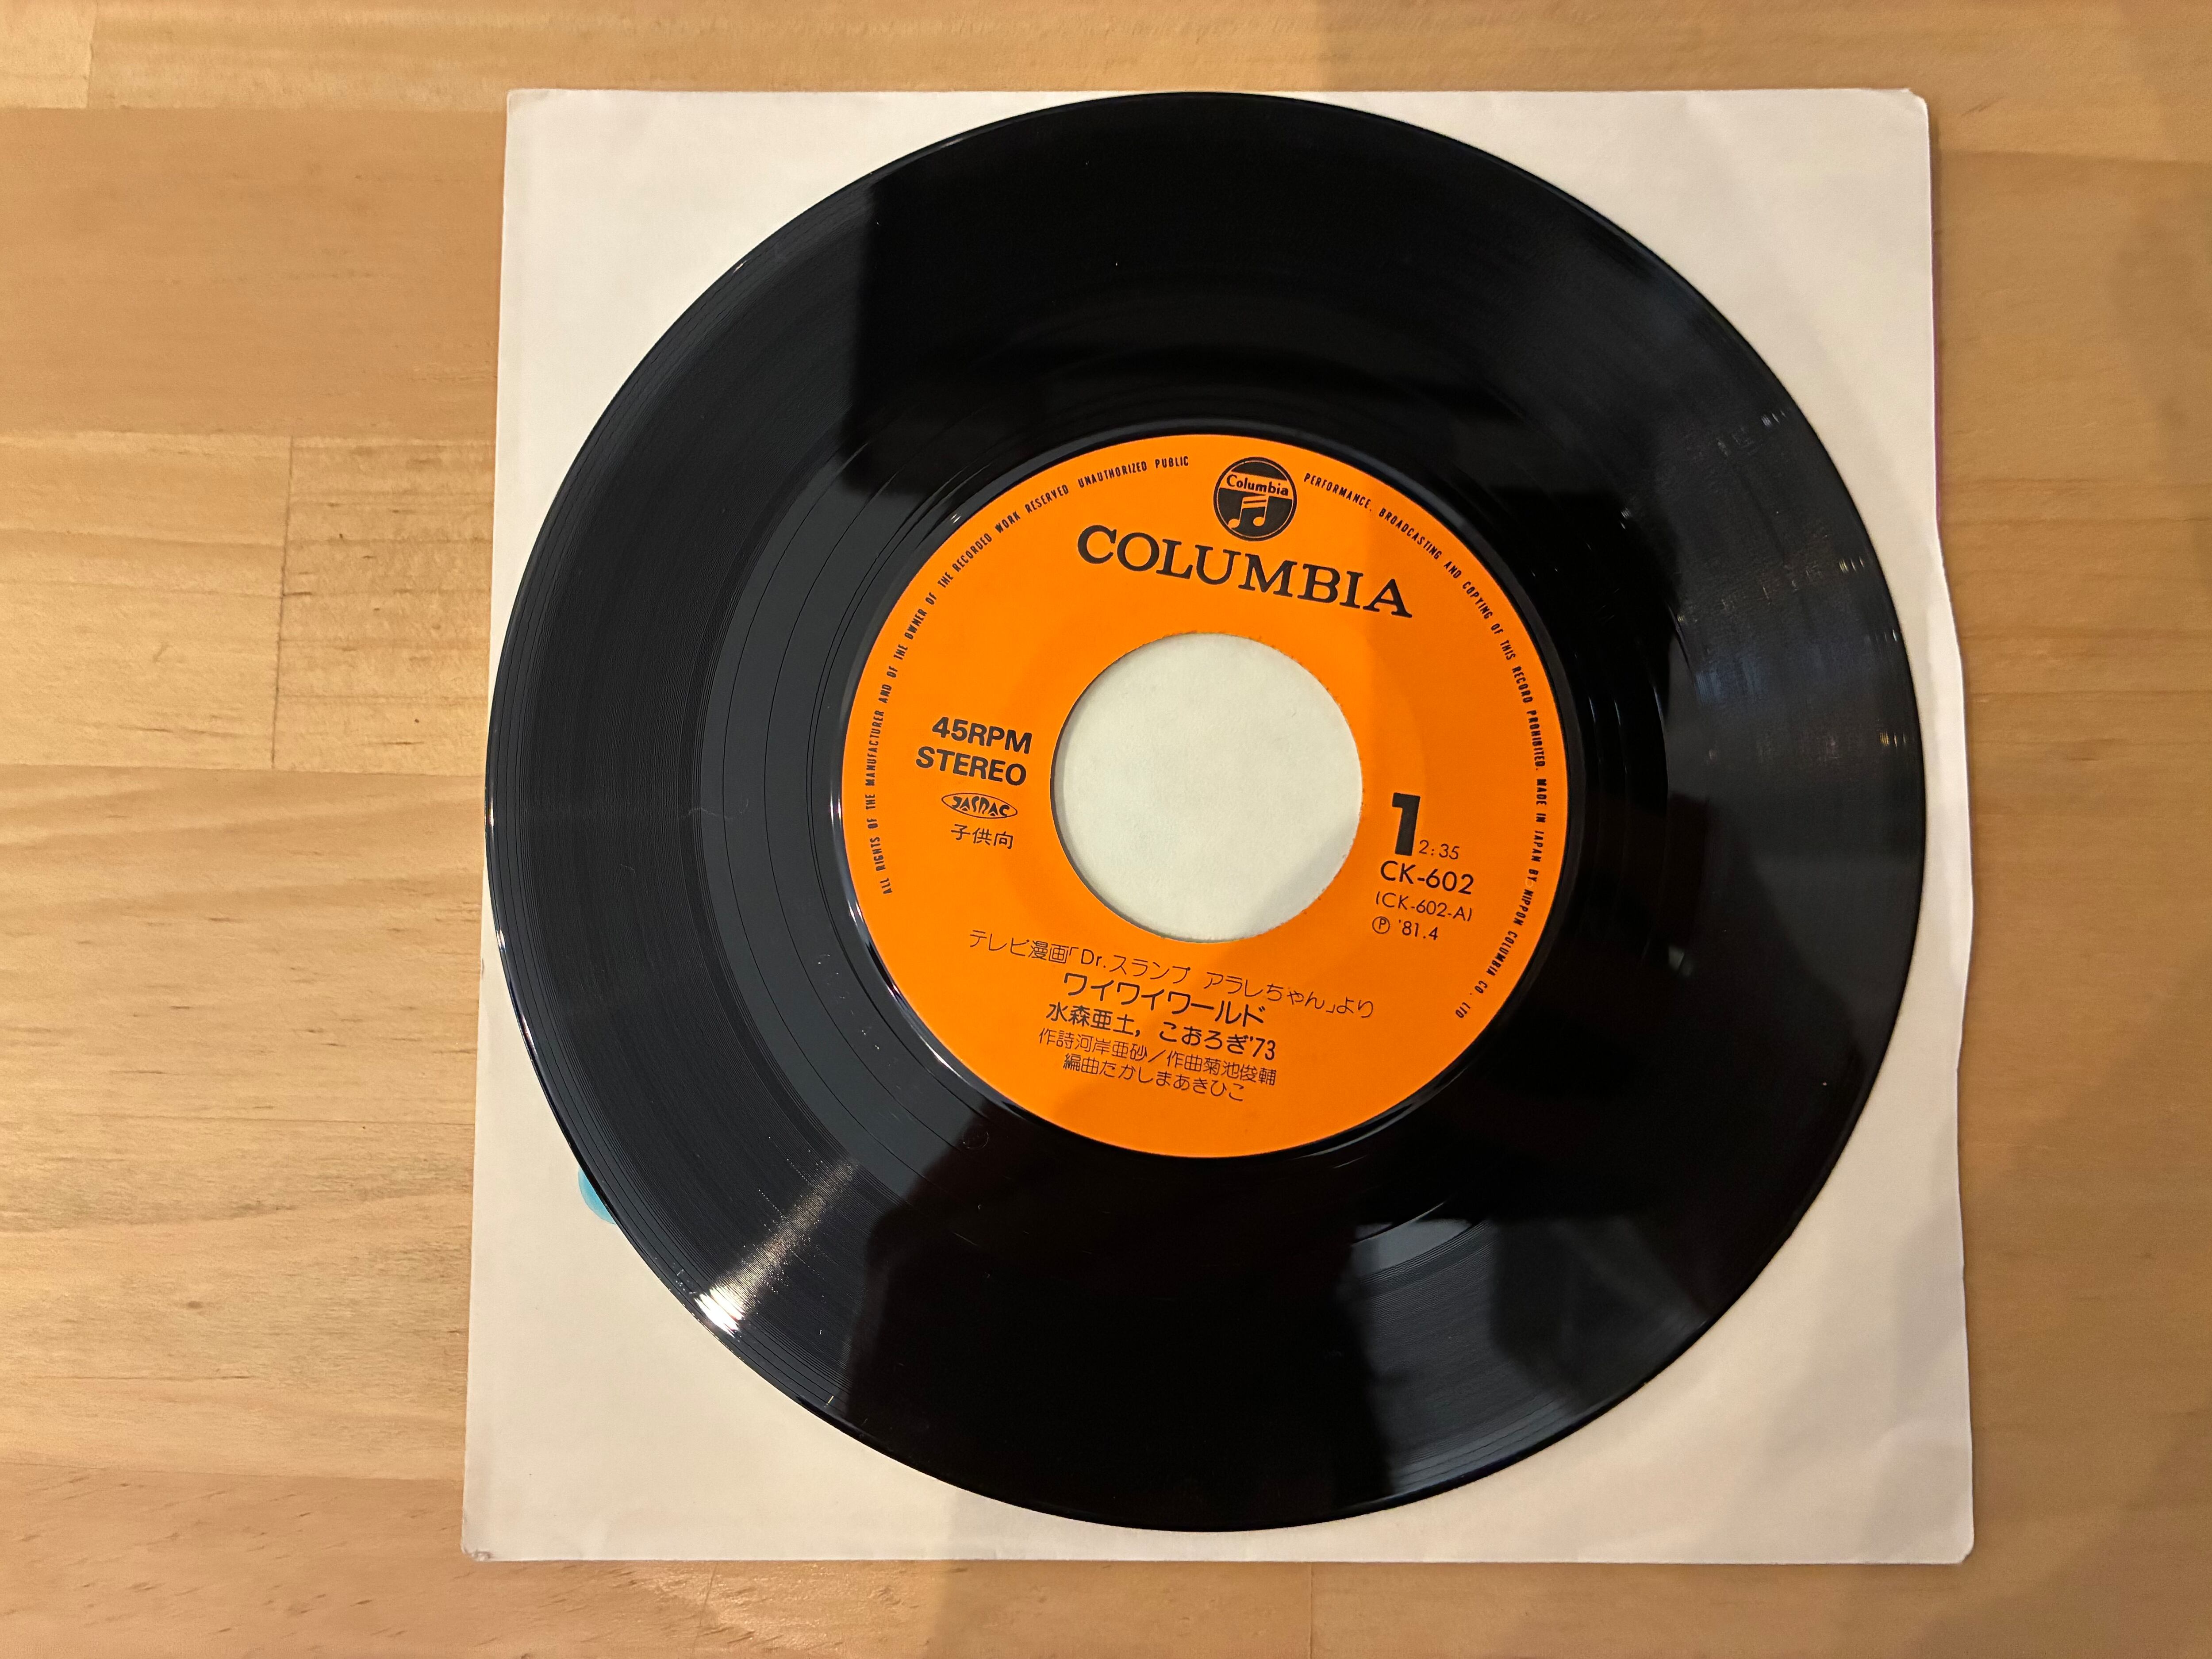 ALL RIGHTS OF THE MANUFACTURER AND OF THE OWNER OF THE RECORDED WORK RESERVED UNAUTHORIZED PUBLIC PERFORMANCE, BROADCASTING AND COPYING OF THIS RECORD PROHIBITED. MADE IN JAPAN BY NIPPON COLUMBIA CO., LTD
Columbia
COLUMBIA
45RPM
STEREO
JASRAC
子供向
1 2:35
CK-602
(CK-602-A)
Ⓟ '81.4
テレビ漫画「Dr.スランプ アラレちゃん」より
ワイワイワールド
水森亜土, こおろぎ'73
作詩河岸亜砂/作曲菊池俊輔
編曲たかしまあきひこ